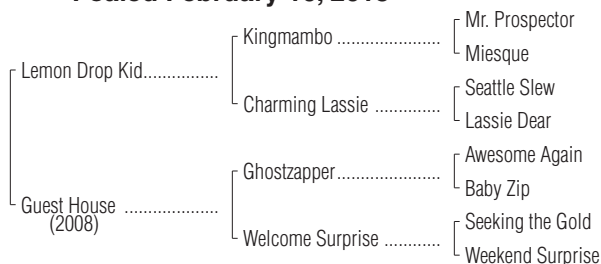 Foaled February
Mr. Prospector
Kingmambo ......................
Miesque
Lemon Drop Kid...............
Seattle Slew
Charming Lassie ..............
Lassie Dear
Awesome Again
Ghostzapper......................
Baby Zip
Guest House ....................
(2008)
Seeking the Gold
Welcome Surprise ............
Weekend Surprise